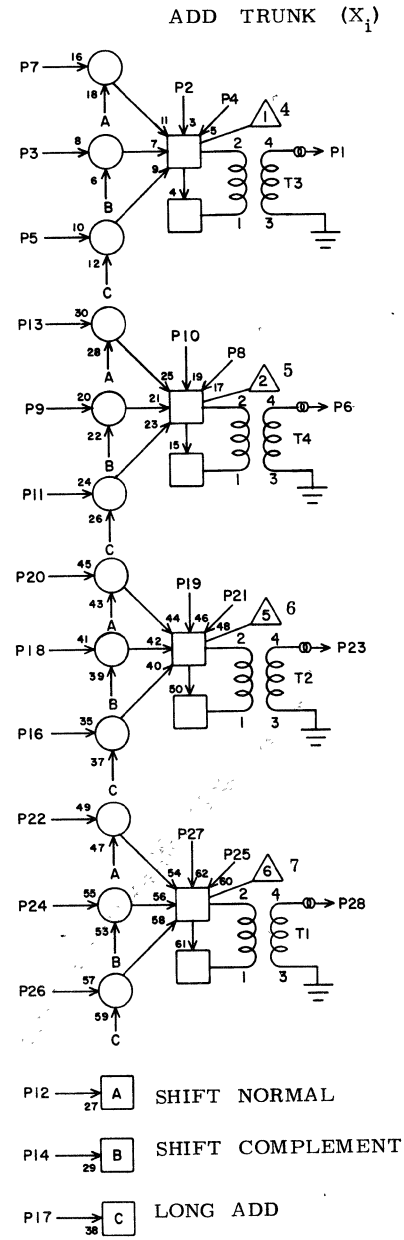 ADD TRUNK (Xi)
P7 16
18
A
P2 P4 1 4
11 3 5
P3 8 7 2 4 P1
6 9 T3
B 4
P5 10 1 3
12
C
P13 30
28
A
P10 P8 2 5
25 19 17
P9 20 21 2 4 P6
22 23 T4
B 15
P11 24 1 3
26
C
P20 45
43
A
P19 P21 5 6
44 46 48
P18 41 42 2 4 P23
39 40 T2
B 50
P16 35 1 3
37
C
P22 49
47
A
P27 P25 6 7
54 62 60
P24 55 56 2 4 P28
53 58 T1
B 61
P26 57 1 3
59
C
P12 27 A SHIFT NORMAL
P14 29 B SHIFT COMPLEMENT
P17 38 C LONG ADD